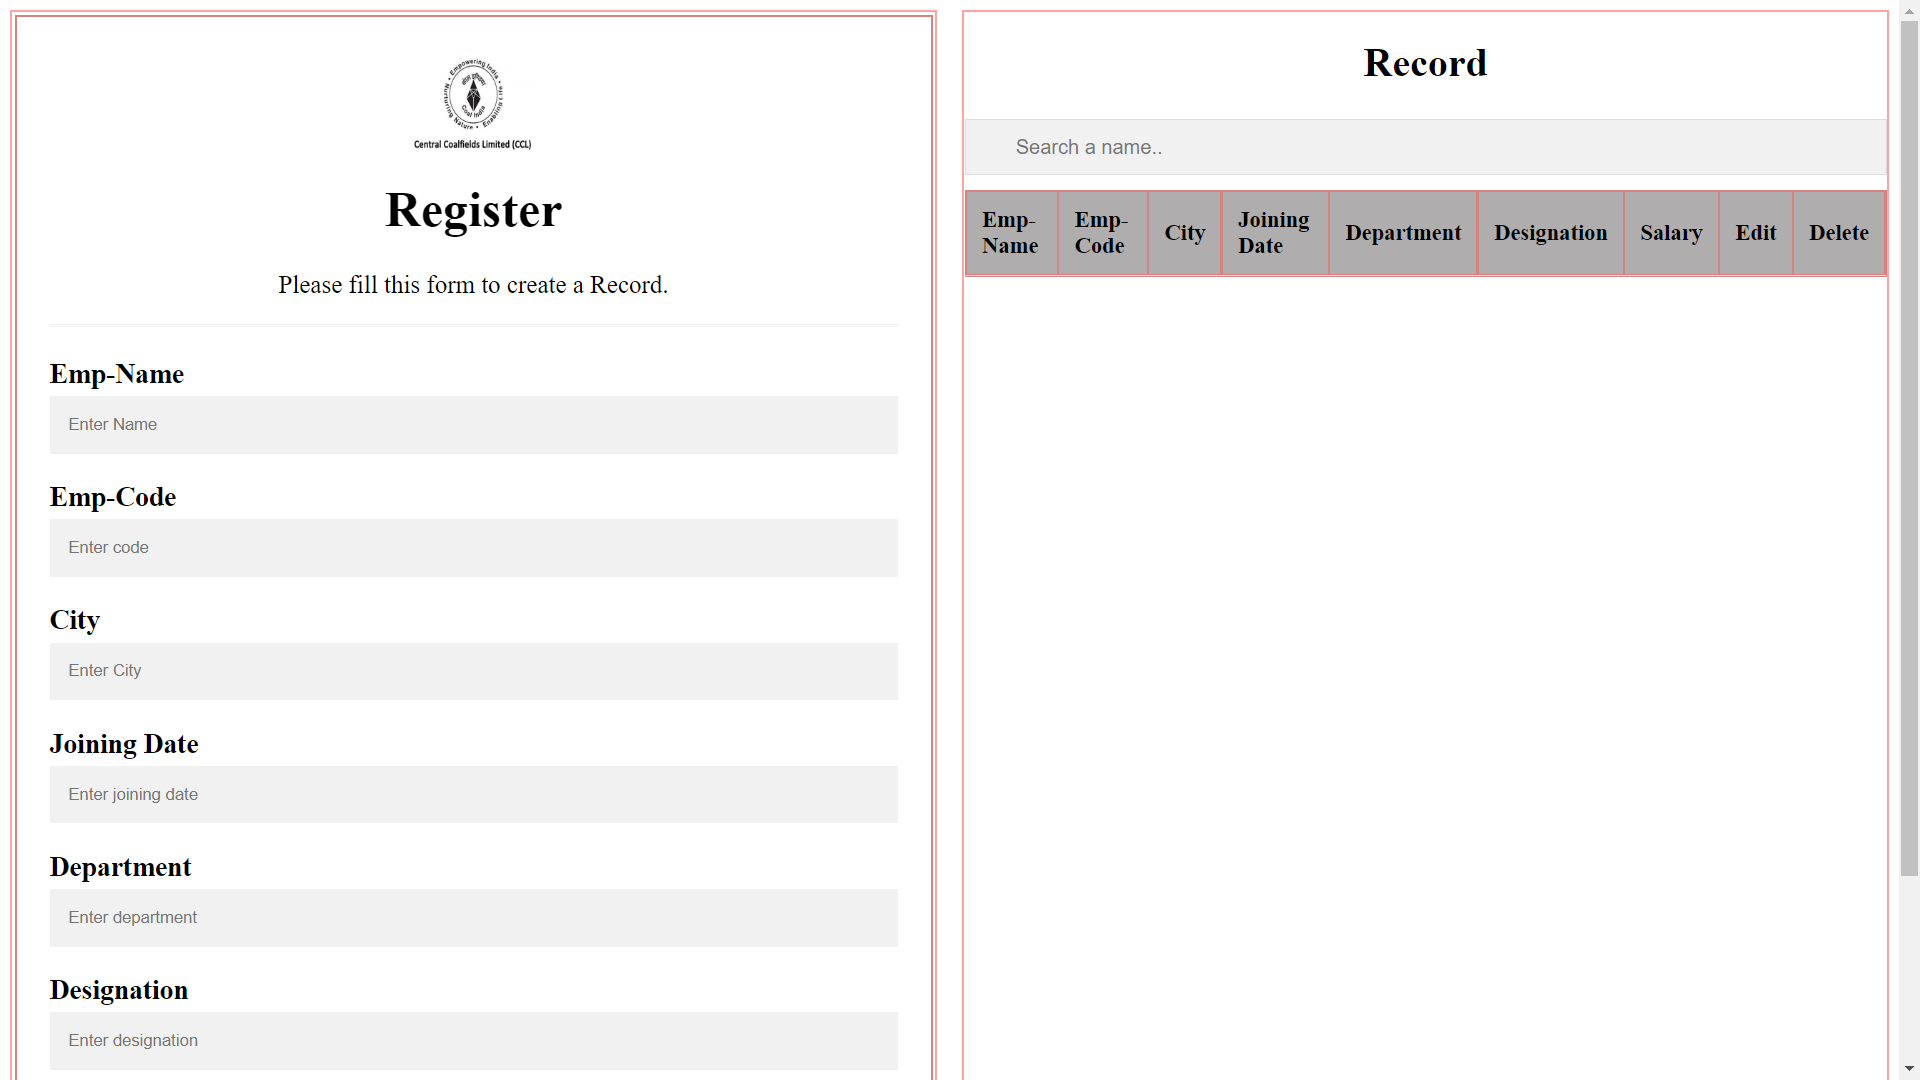 Empowering India
Nurturing Nature
Enabling Life
Coal India
Central Coalfields Limited (CCL)
Register
Please fill this form to create a Record.
Emp-Name
Enter Name
Emp-Code
Enter code
City
Enter City
Joining Date
Enter joining date
Department
Enter department
Designation
Enter designation
Record
Search a name..
Emp-Name Emp-Code City Joining Date Department Designation Salary Edit Delete